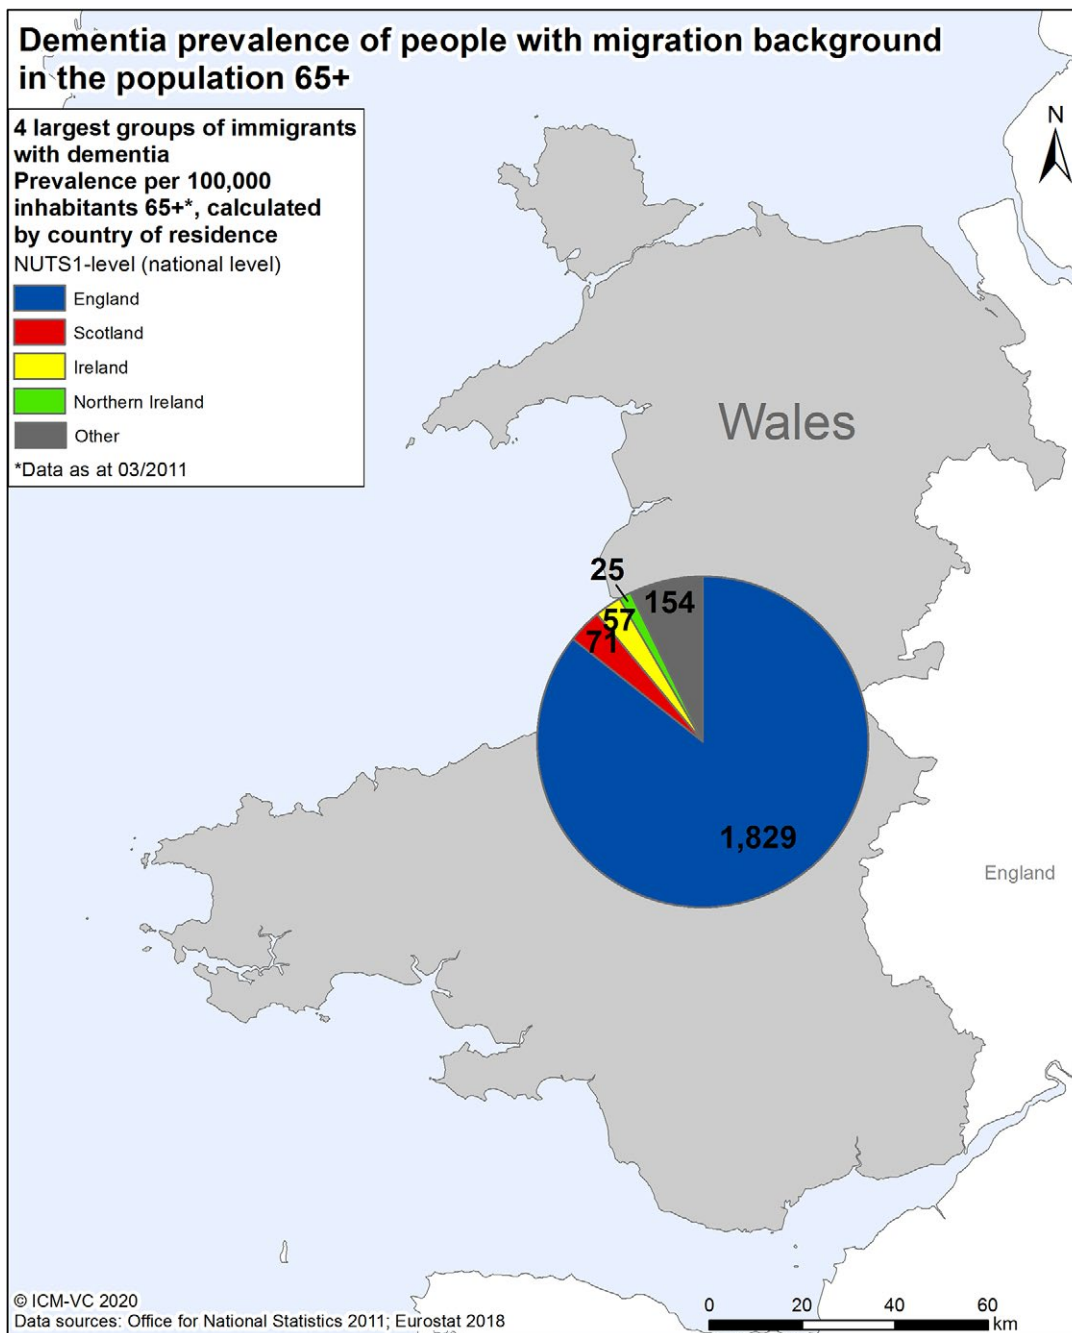 Dementia prevalence of people with migration background
in the population 65+
4 largest groups of immigrants
with dementia
Prevalence per 100,000
inhabitants 65+*, calculated
by country of residence
NUTS1-level (national level)
England
Scotland
Ireland
Northern Ireland
Other
*Data as at 03/2011
N
Wales
25
154
57
71
1,829
England
© ICM-VC 2020
Data sources: Office for National Statistics 2011; Eurostat 2018
0 20 40 60
km